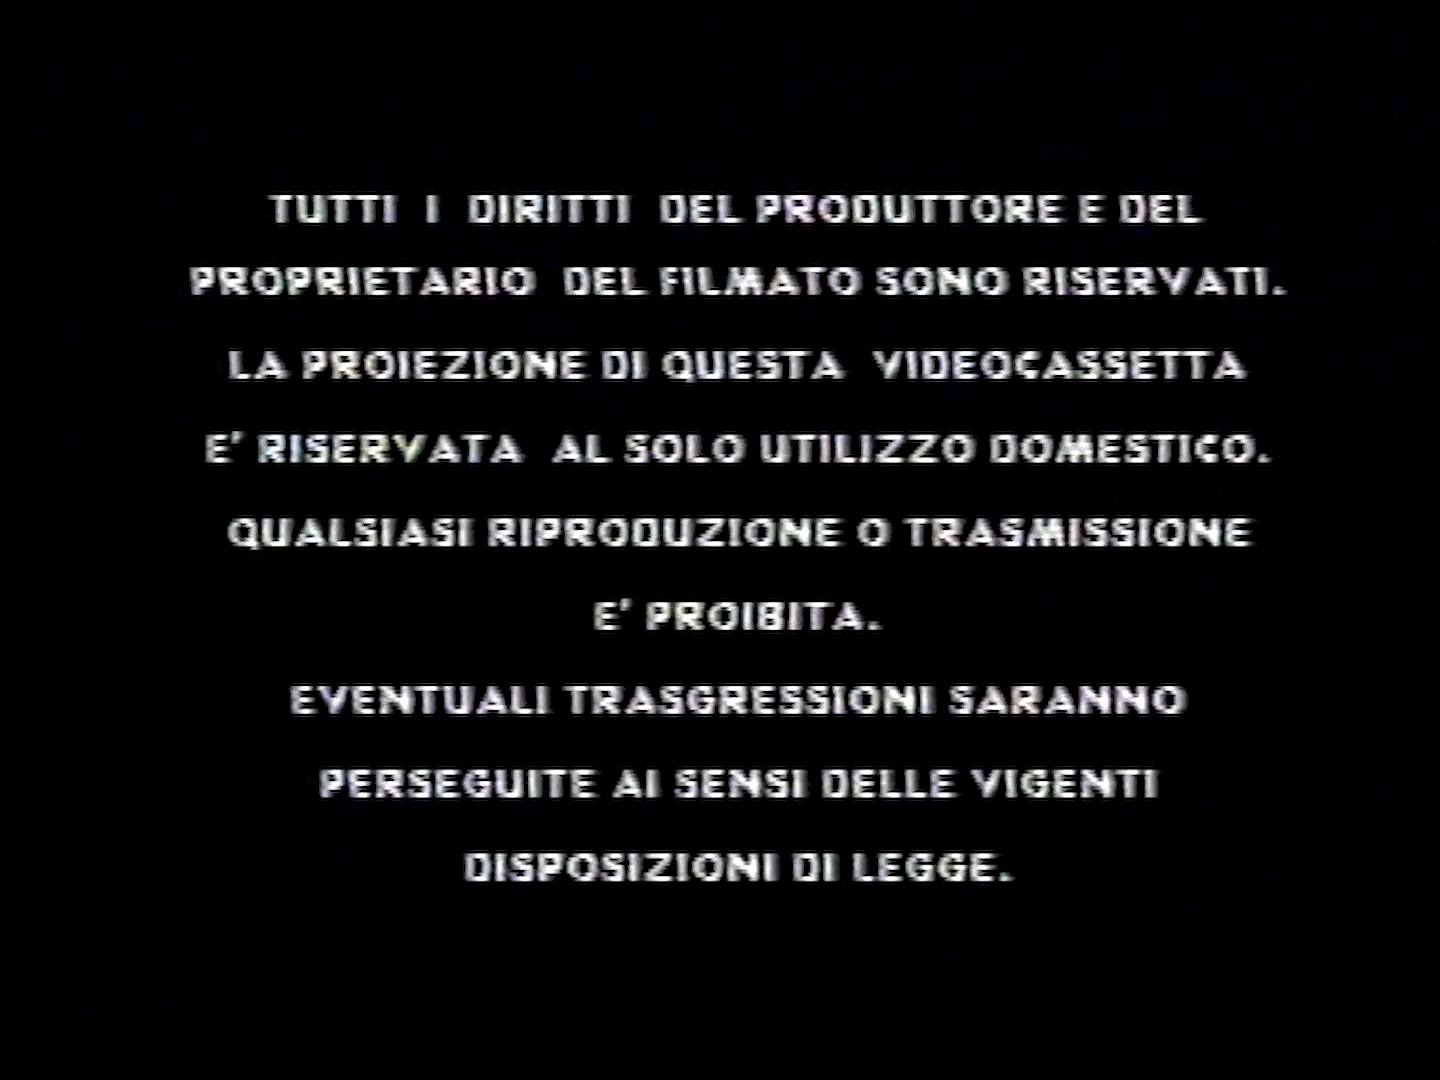 TUTTI I DIRITTI DEL PRODUTTORE E DEL
PROPRIETARIO DEL FILMATO SONO RISERVATI.
LA PROIEZIONE DI QUESTA VIDEOCASSETTA
E' RISERVATA AL SOLO UTILIZZO DOMESTICO.
QUALSIASI RIPRODUZIONE O TRASMISSIONE
E' PROIBITA.
EVENTUALI TRASGRESSIONI SARANNO
PERSEGUITE AI SENSI DELLE VIGENTI
DISPOSIZIONI DI LEGGE.